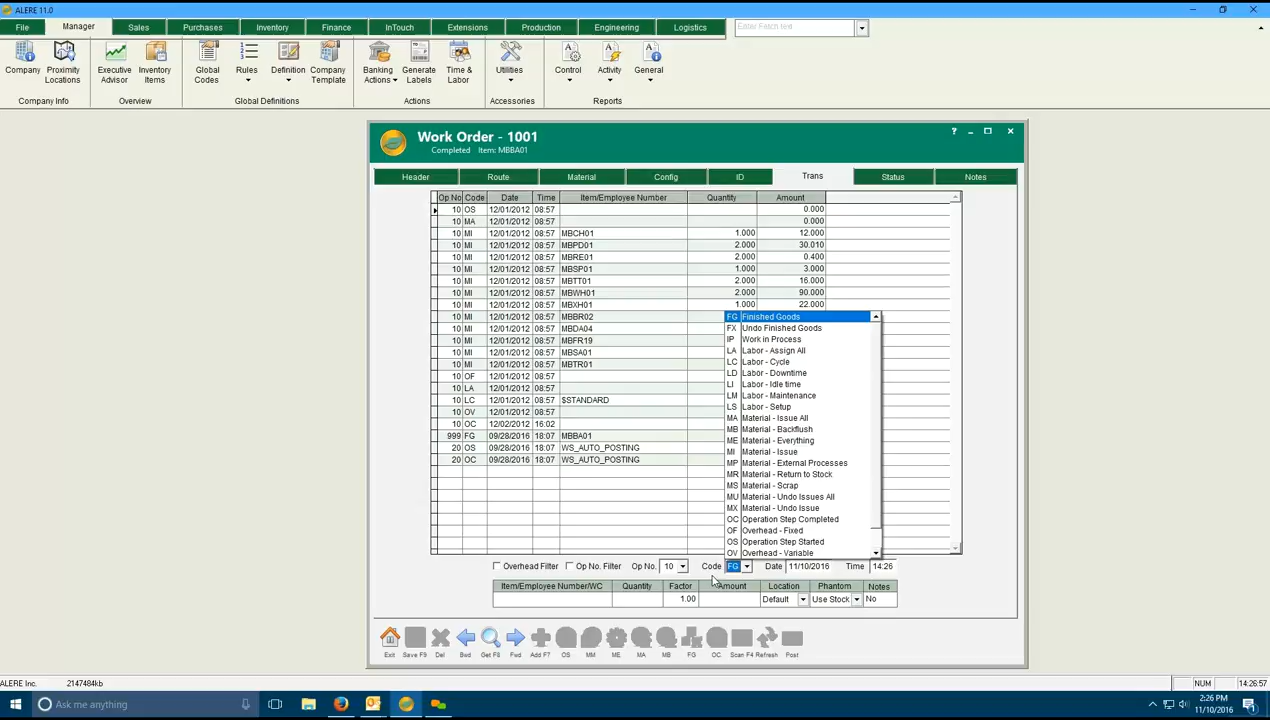 ALERE 11.0
File Manager Sales Purchases Inventory Finance InTouch Extensions Production Engineering Logistics Enter Fetch text
Company Proximity Locations Executive Advisor Inventory Items Global Codes Rules Definition Company Template Banking Actions Generate Labels Time & Labor Utilities Control Activity General
Company Info Overview Global Definitions Actions Accessories Reports
Work Order - 1001
Completed Item: MBBA01
Header Route Material Config ID Trans Status Notes
Op No Code Date Time Item/Employee Number Quantity Amount
10 OS 12/01/2012 08:57 0.000
10 MA 12/01/2012 08:57 0.000
10 MI 12/01/2012 08:57 MBCH01 1.000 12.000
10 MI 12/01/2012 08:57 MBPD01 2.000 30.010
10 MI 12/01/2012 08:57 MBRE01 2.000 0.400
10 MI 12/01/2012 08:57 MBSP01 1.000 3.000
10 MI 12/01/2012 08:57 MBTT01 2.000 16.000
10 MI 12/01/2012 08:57 MBWH01 2.000 90.000
10 MI 12/01/2012 08:57 MBXH01 1.000 22.000
10 MI 12/01/2012 08:57 MBBR02
10 MI 12/01/2012 08:57 MBDA04
10 MI 12/01/2012 08:57 MBFR19
10 MI 12/01/2012 08:57 MBSA01
10 MI 12/01/2012 08:57 MBTR01
10 OF 12/01/2012 08:57
10 LA 12/01/2012 08:57
10 LC 12/01/2012 08:57 $STANDARD
10 OV 12/01/2012 08:57
10 OC 12/02/2012 16:02
999 FG 09/28/2016 18:07 MBBA01
20 OS 09/28/2016 18:07 WS_AUTO_POSTING
20 OC 09/28/2016 18:07 WS_AUTO_POSTING
FG Finished Goods
FX Undo Finished Goods
IP Work in Process
LA Labor - Assign All
LC Labor - Cycle
LD Labor - Downtime
LI Labor - Idle time
LM Labor - Maintenance
LS Labor - Setup
MA Material - Issue All
MB Material - Backflush
ME Material - Everything
MI Material - Issue
MP Material - External Processes
MR Material - Return to Stock
MS Material - Scrap
MU Material - Undo Issues All
MX Material - Undo Issue
OC Operation Step Completed
OF Overhead - Fixed
OS Operation Step Started
OV Overhead - Variable
Overhead Filter Op No. Filter Op No. 10 Code FG Date 11/10/2016 Time 14:26
Item/Employee Number/WC Quantity Factor Amount Location Phantom Notes
1.00 Default Use Stock No
Exit Save F9 Del Bwd Get F8 Fwd Add F7 OS MM ME MA MB FG OC Scan F4 Refresh Post
ALERE Inc. 2147484kb NUM 14:26:57
Ask me anything
2:26 PM
11/10/2016